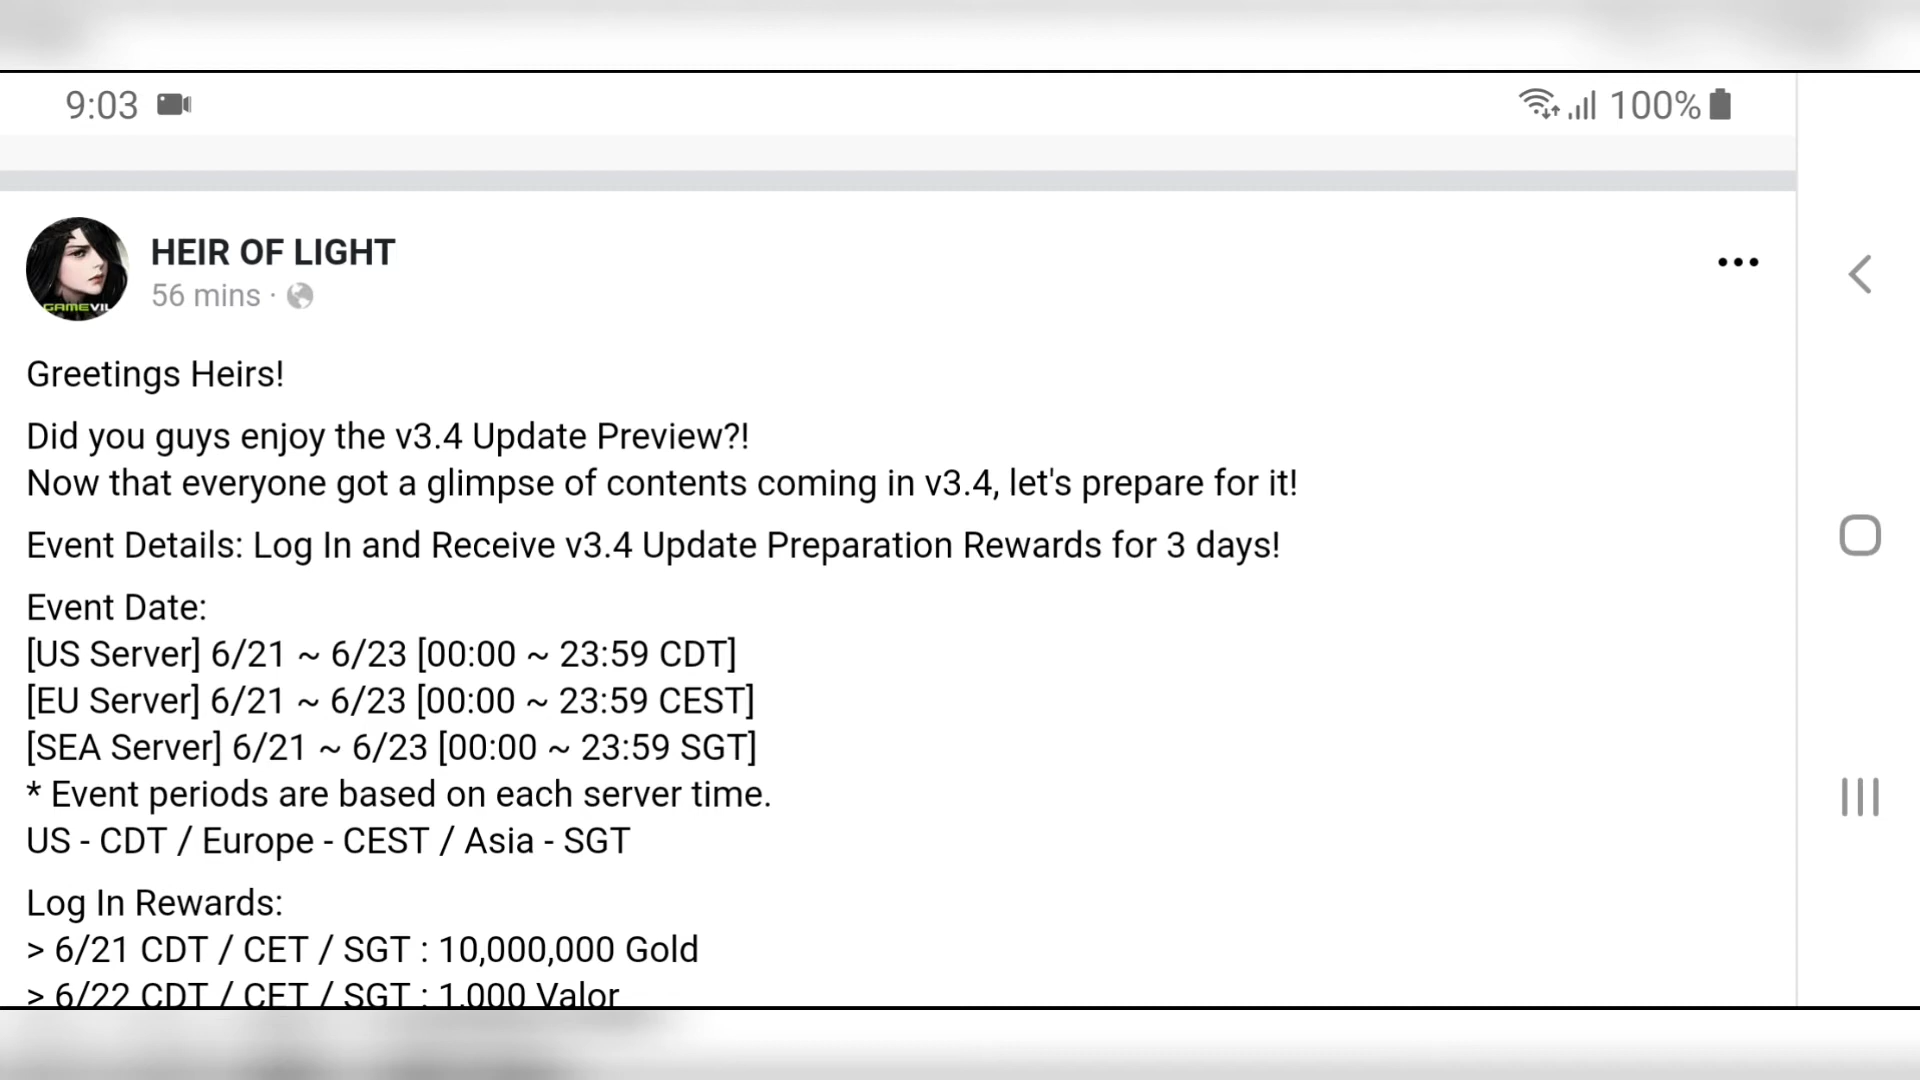 9:03
100%
HEIR OF LIGHT
56 mins ·
GAMEVIL
Greetings Heirs!
Did you guys enjoy the v3.4 Update Preview?!
Now that everyone got a glimpse of contents coming in v3.4, let's prepare for it!
Event Details: Log In and Receive v3.4 Update Preparation Rewards for 3 days!
Event Date:
[US Server] 6/21 ~ 6/23 [00:00 ~ 23:59 CDT]
[EU Server] 6/21 ~ 6/23 [00:00 ~ 23:59 CEST]
[SEA Server] 6/21 ~ 6/23 [00:00 ~ 23:59 SGT]
* Event periods are based on each server time.
US - CDT / Europe - CEST / Asia - SGT
Log In Rewards:
> 6/21 CDT / CET / SGT : 10,000,000 Gold
> 6/22 CDT / CET / SGT : 1,000 Valor